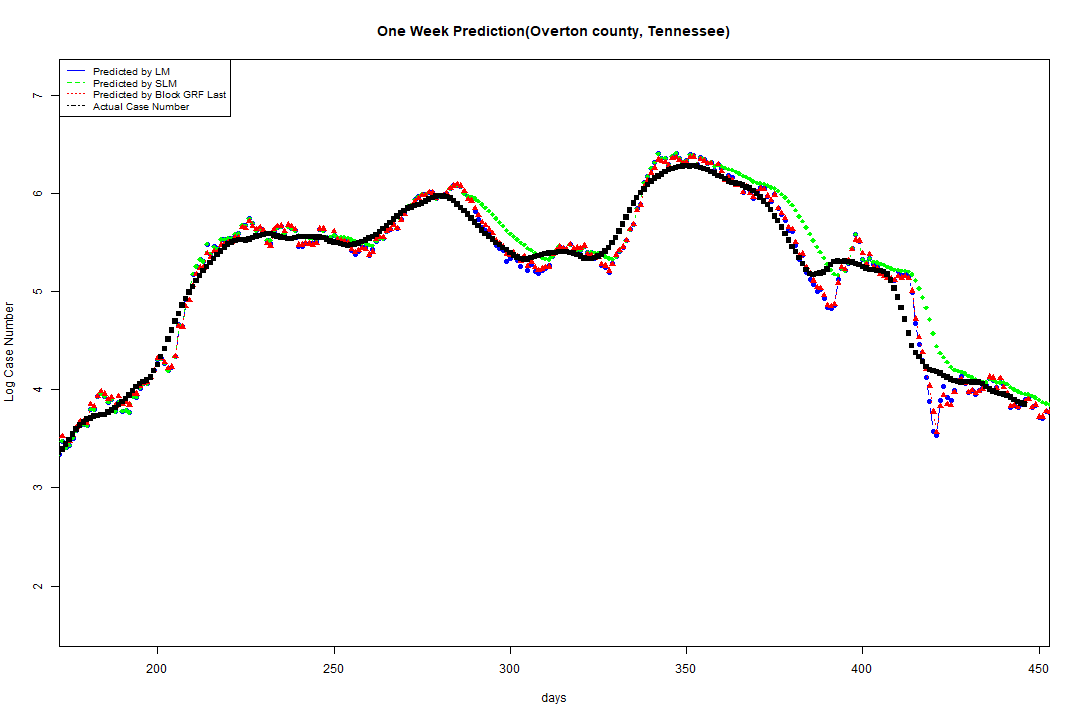 One Week Prediction(Overton county, Tennessee)
Predicted by LM
Predicted by SLM
Predicted by Block GRF Last
Actual Case Number
7
6
5
4
3
2
Log Case Number
200
250
300
350
400
450
days